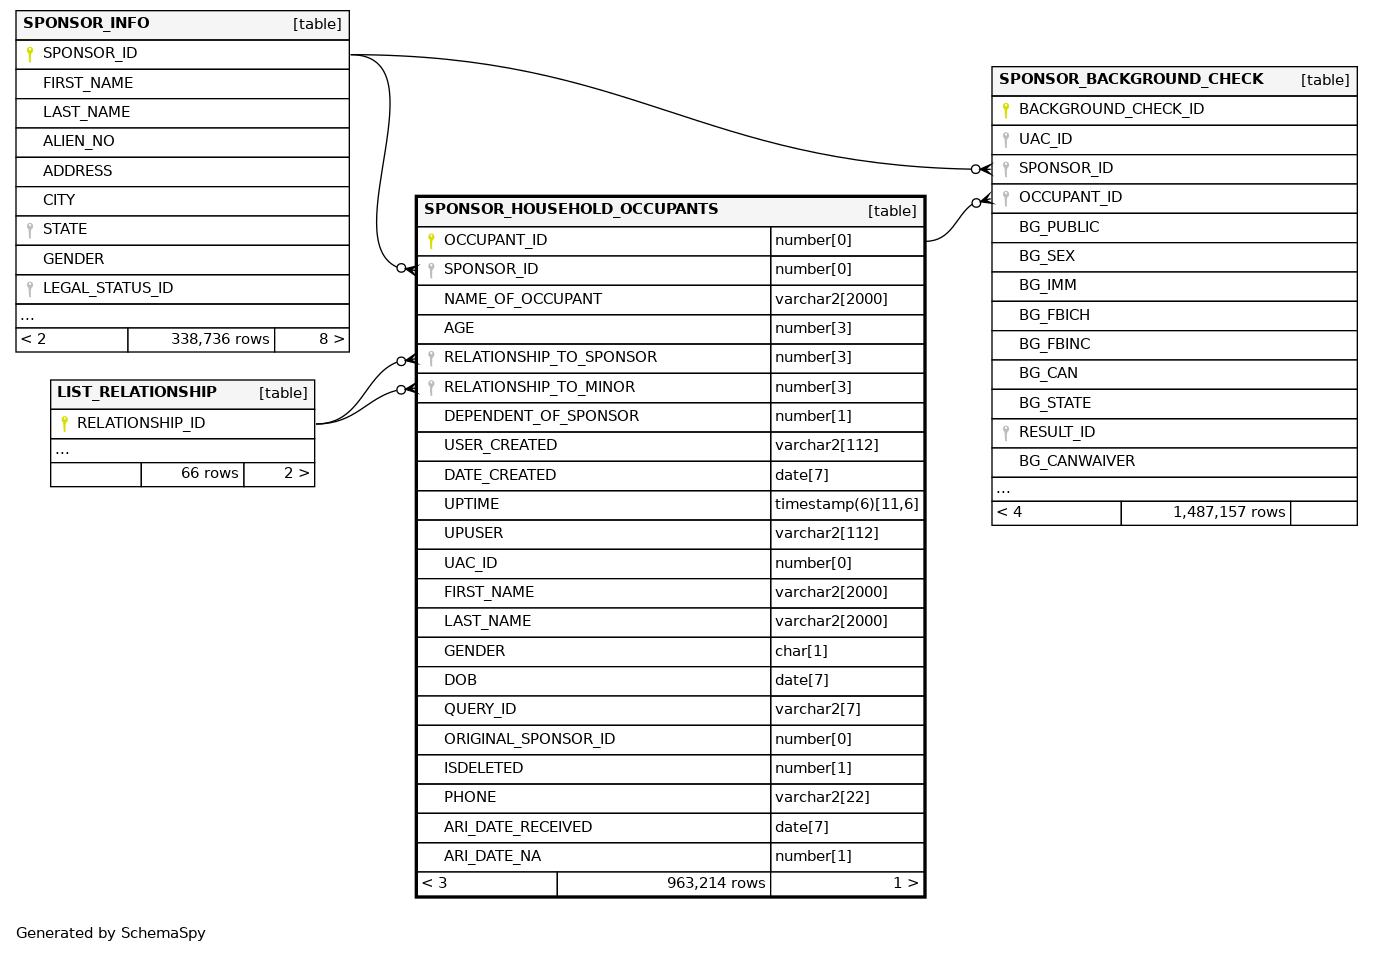 SPONSOR_INFO [table]
SPONSOR_ID
FIRST_NAME
LAST_NAME
ALIEN_NO
ADDRESS
CITY
STATE
GENDER
LEGAL_STATUS_ID
...
< 2 338,736 rows 8 >
LIST_RELATIONSHIP [table]
RELATIONSHIP_ID
...
66 rows 2 >
SPONSOR_HOUSEHOLD_OCCUPANTS [table]
OCCUPANT_ID number[0]
SPONSOR_ID number[0]
NAME_OF_OCCUPANT varchar2[2000]
AGE number[3]
RELATIONSHIP_TO_SPONSOR number[3]
RELATIONSHIP_TO_MINOR number[3]
DEPENDENT_OF_SPONSOR number[1]
USER_CREATED varchar2[112]
DATE_CREATED date[7]
UPTIME timestamp(6)[11,6]
UPUSER varchar2[112]
UAC_ID number[0]
FIRST_NAME varchar2[2000]
LAST_NAME varchar2[2000]
GENDER char[1]
DOB date[7]
QUERY_ID varchar2[7]
ORIGINAL_SPONSOR_ID number[0]
ISDELETED number[1]
PHONE varchar2[22]
ARI_DATE_RECEIVED date[7]
ARI_DATE_NA number[1]
< 3 963,214 rows 1 >
SPONSOR_BACKGROUND_CHECK [table]
BACKGROUND_CHECK_ID
UAC_ID
SPONSOR_ID
OCCUPANT_ID
BG_PUBLIC
BG_SEX
BG_IMM
BG_FBICH
BG_FBINC
BG_CAN
BG_STATE
RESULT_ID
BG_CANWAIVER
...
< 4 1,487,157 rows
Generated by SchemaSpy